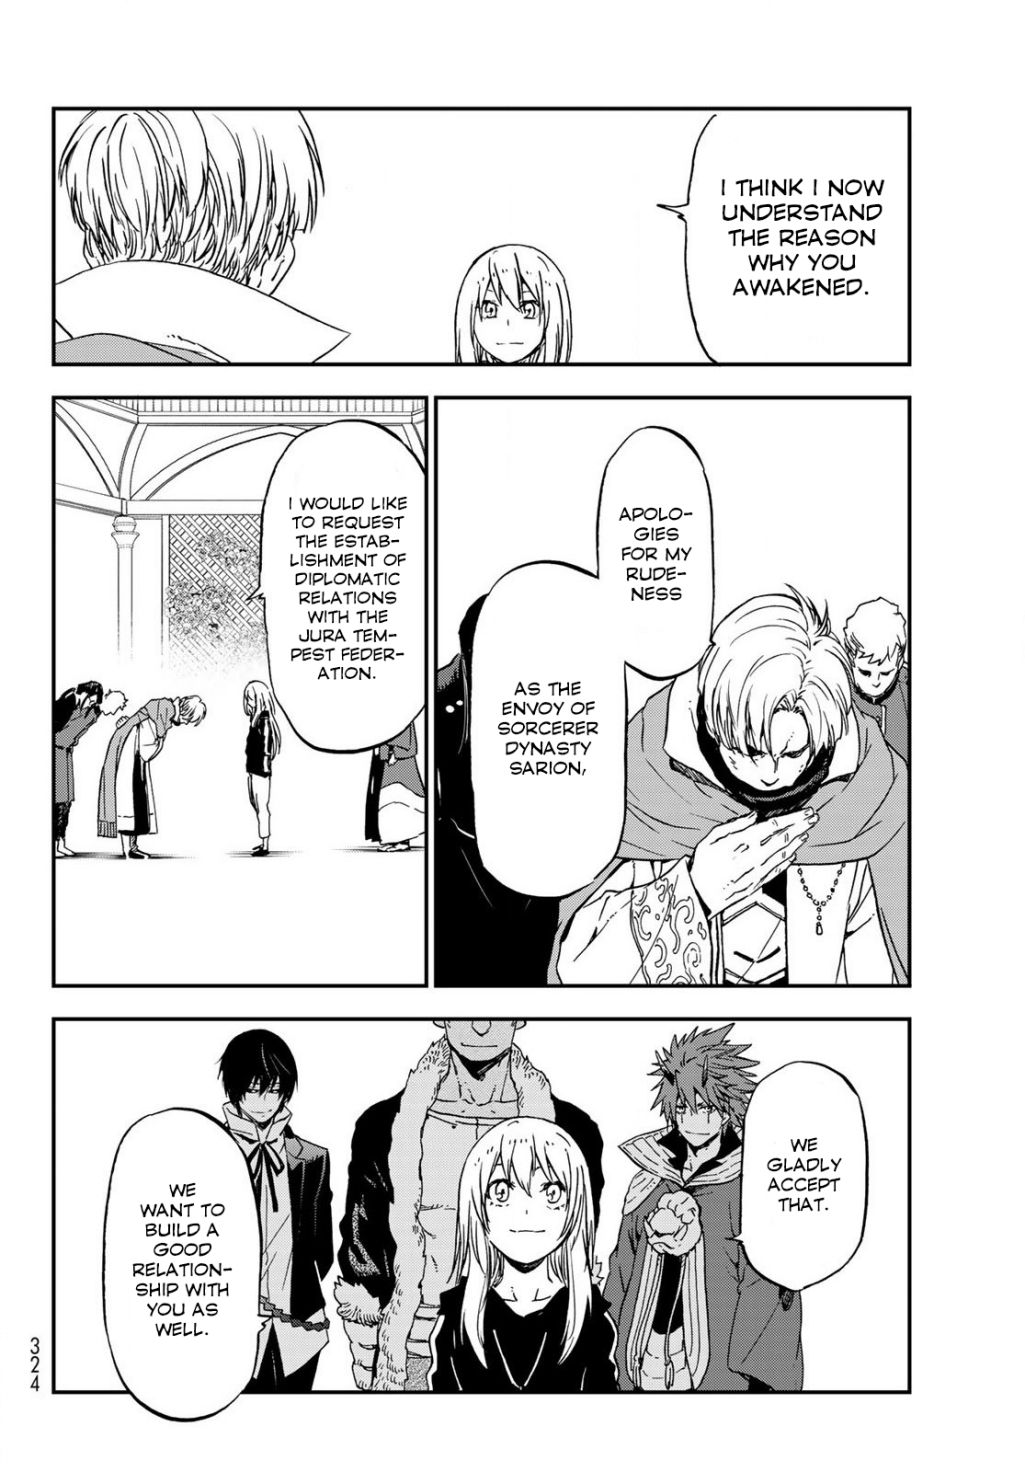 I THINK I NOW
UNDERSTAND
THE REASON
WHY YOU
AWAKENED.
APOLO-
GIES
FOR MY
RUDE-
NESS
AS THE
ENVOY OF
SORCERER
DYNASTY
SARION,
I WOULD LIKE
TO REQUEST
THE ESTAB-
LISHMENT OF
DIPLOMATIC
RELATIONS
WITH THE
JURA TEM-
PEST FEDER-
ATION.
WE
GLADLY
ACCEPT
THAT.
WE
WANT TO
BUILD A
GOOD
RELATION-
SHIP WITH
YOU AS
WELL.
324